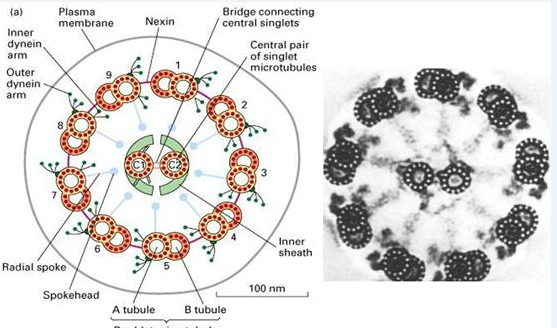 (a)
Plasma
membrane
Nexin
Bridge connecting
central singlets
Inner
dynein
arm
Central pair
of singlet
microtubules
Outer
dynein
arm
9
1
2
8
C1
C2
3
7
4
6
5
Inner
sheath
Radial spoke
Spokehead
100 nm
A tubule
B tubule